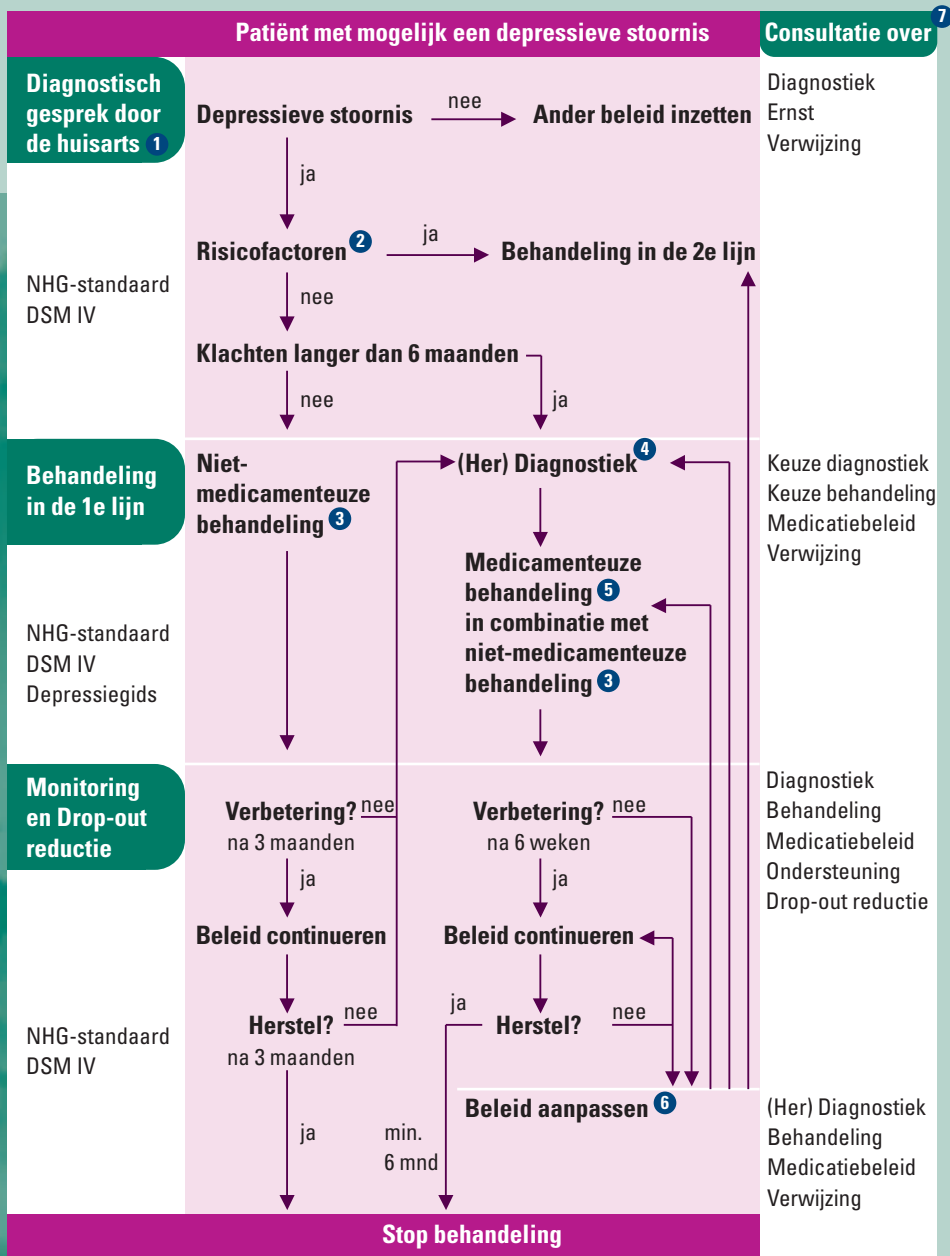 Patiënt met mogelijk een depressieve stoornis
Consultatie over 7
Diagnostisch
gesprek door
de huisarts 1
Depressieve stoornis
nee
Ander beleid inzetten
Diagnostiek
Ernst
Verwijzing
ja
Risicofactoren 2
ja
Behandeling in de 2e lijn
NHG-standaard
DSM IV
nee
Klachten langer dan 6 maanden
nee
ja
Behandeling
in de 1e lijn
Niet-
medicamenteuze
behandeling 3
(Her) Diagnostiek 4
Keuze diagnostiek
Keuze behandeling
Medicatiebeleid
Verwijzing
Medicamenteuze
behandeling 5
in combinatie met
niet-medicamenteuze
behandeling 3
NHG-standaard
DSM IV
Depressiegids
Monitoring
en Drop-out
reductie
Verbetering? nee
na 3 maanden
Verbetering? nee
na 6 weken
Diagnostiek
Behandeling
Medicatiebeleid
Ondersteuning
Drop-out reductie
ja
ja
Beleid continueren
Beleid continueren
NHG-standaard
DSM IV
Herstel? nee
na 3 maanden
ja
Herstel? nee
Beleid aanpassen 6
(Her) Diagnostiek
Behandeling
Medicatiebeleid
Verwijzing
ja
min.
6 mnd
Stop behandeling